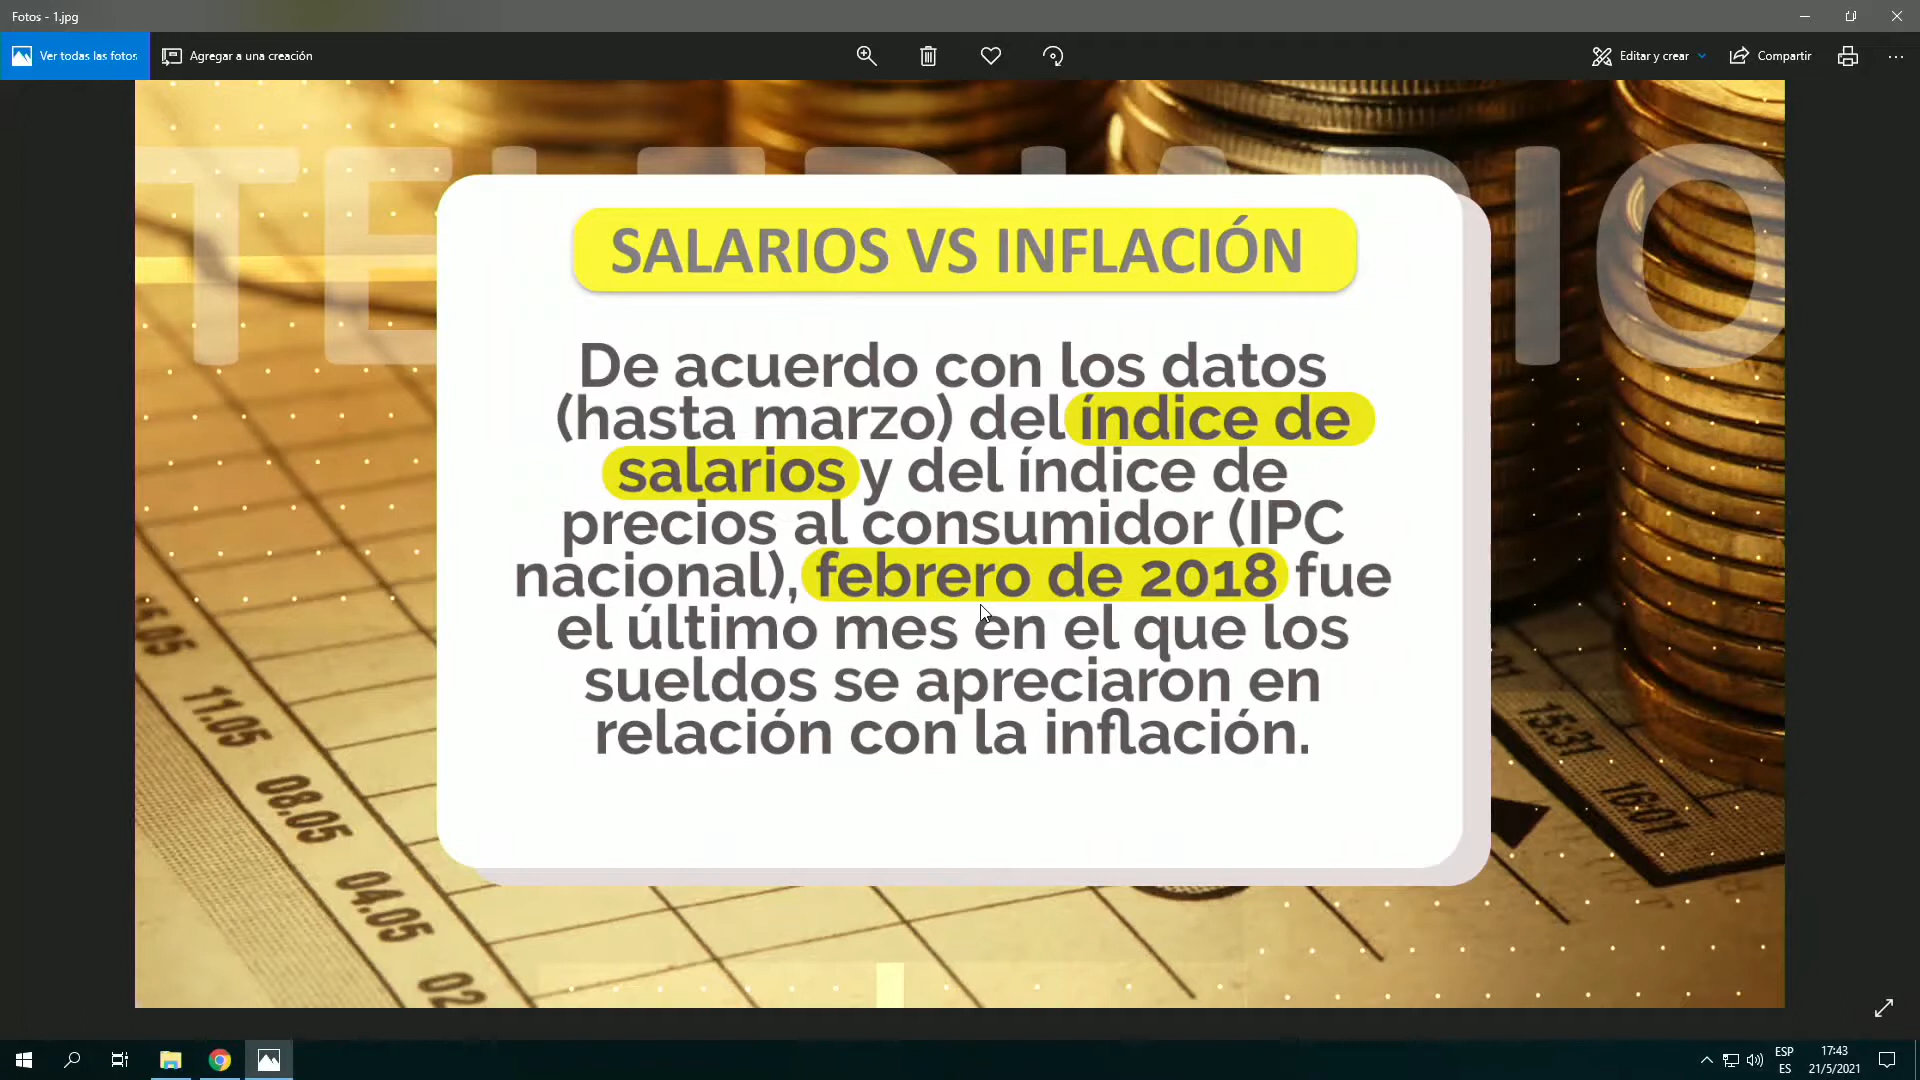 Fotos - 1.jpg
Ver todas las fotos
Agregar a una creación
Editar y crear
Compartir
SALARIOS VS INFLACIÓN
De acuerdo con los datos
(hasta marzo) del índice de
salarios y del índice de
precios al consumidor (IPC
nacional), febrero de 2018 fue
el último mes en el que los
sueldos se apreciaron en
relación con la inflación.
11.05
08.05
04.05
02
15:31
16:01
ESP
ES
17:43
21/5/2021